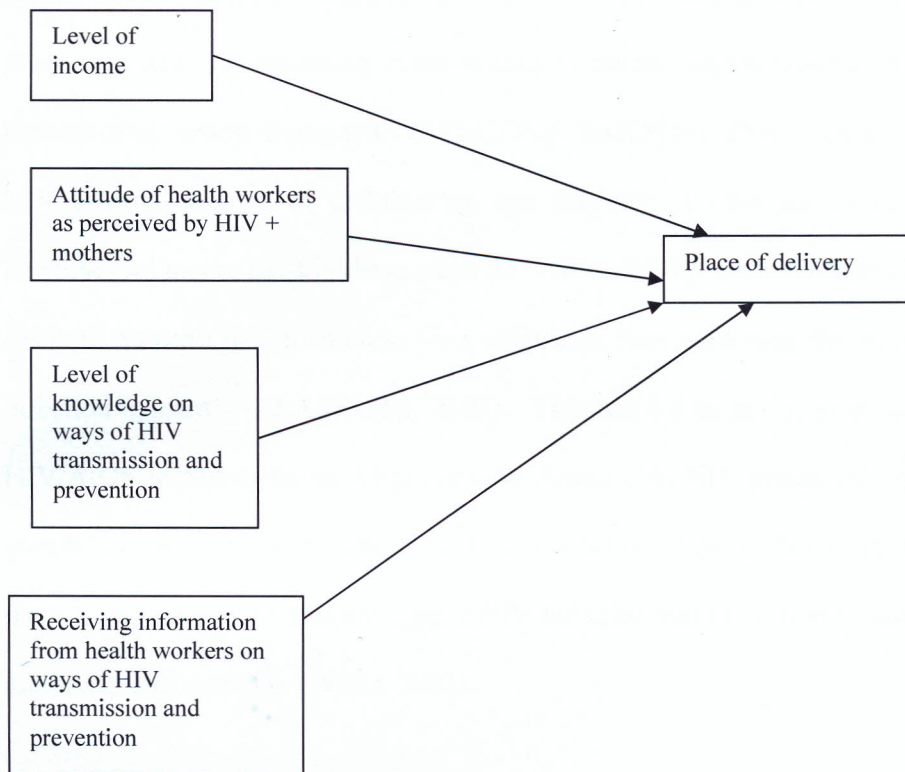 Level of
income
Attitude of health workers
as perceived by HIV +
mothers
Place of delivery
Level of
knowledge on
ways of HIV
transmission and
prevention
Receiving information
from health workers on
ways of HIV
transmission and
prevention